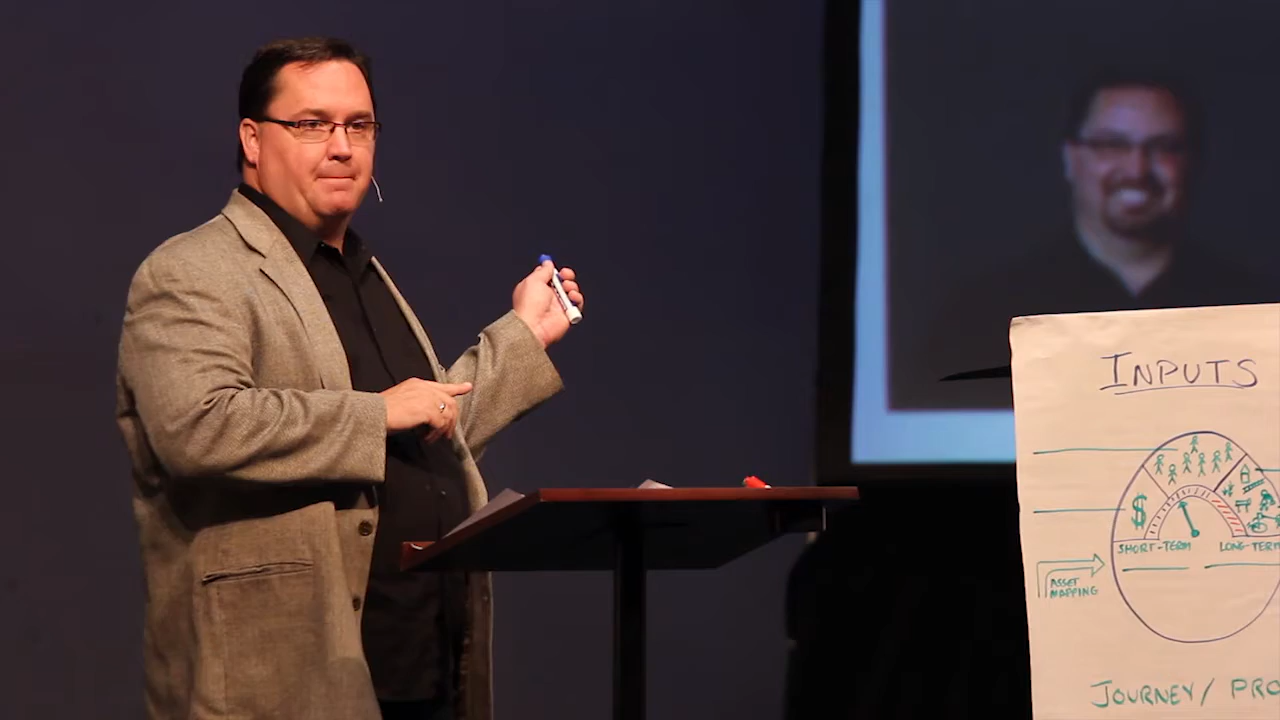 INPUTS
$
SHORT-TERM LONG-TERM
ASSET
MAPPING
JOURNEY/ PRO